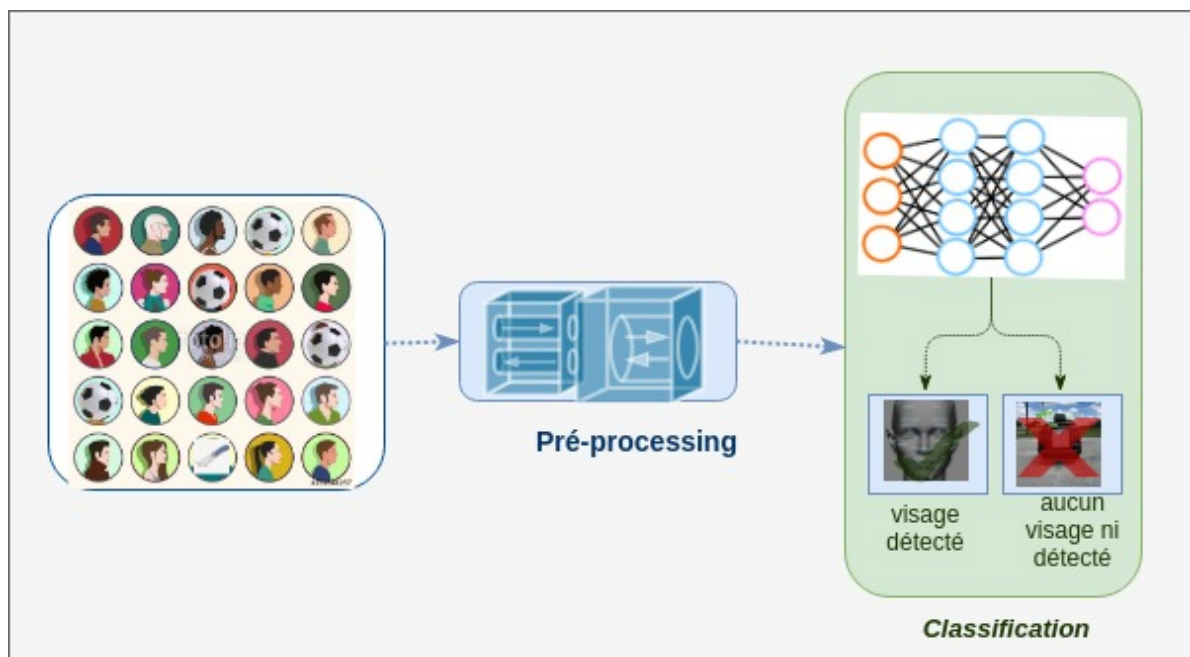 Pré-processing
visage
détecté
aucun
visage ni
détecté
Classification